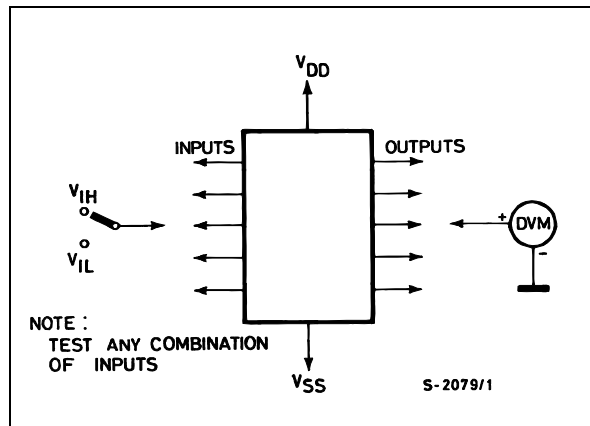 VDD
INPUTS
OUTPUTS
VIH
VIL
+
DVM
-
NOTE :
TEST ANY COMBINATION
OF INPUTS
VSS
S-2079/1